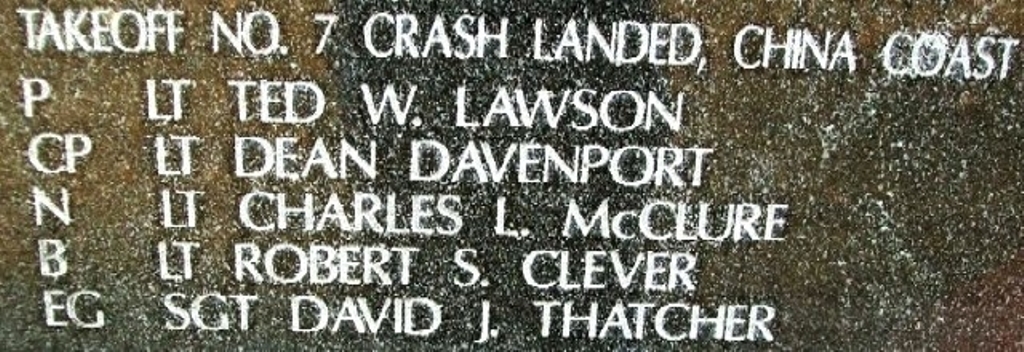 TAKEOFF NO. 7 CRASH LANDED, CHINA COAST
P LT TED W. LAWSON
CP LT DEAN DAVENPORT
N LT CHARLES L. McCLURE
B LT ROBERT S. CLEVER
EG SGT DAVID J. THATCHER